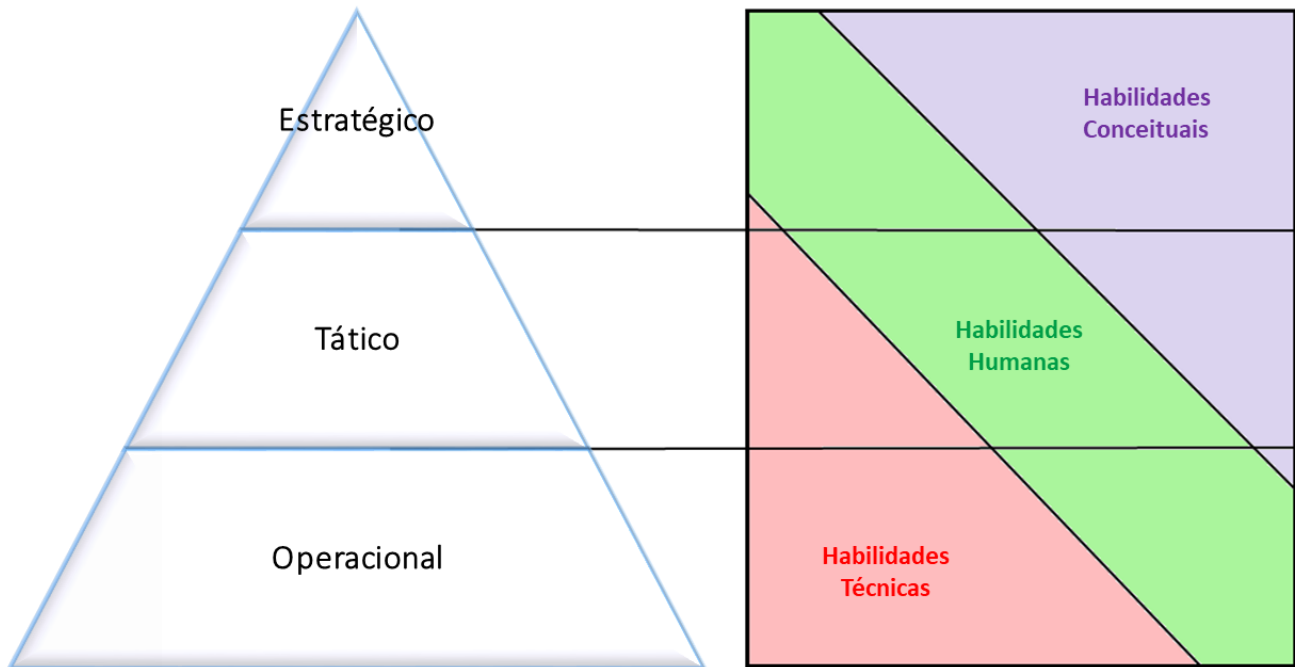 Estratégico
Habilidades
Conceituais
Tático
Habilidades
Humanas
Operacional
Habilidades
Técnicas